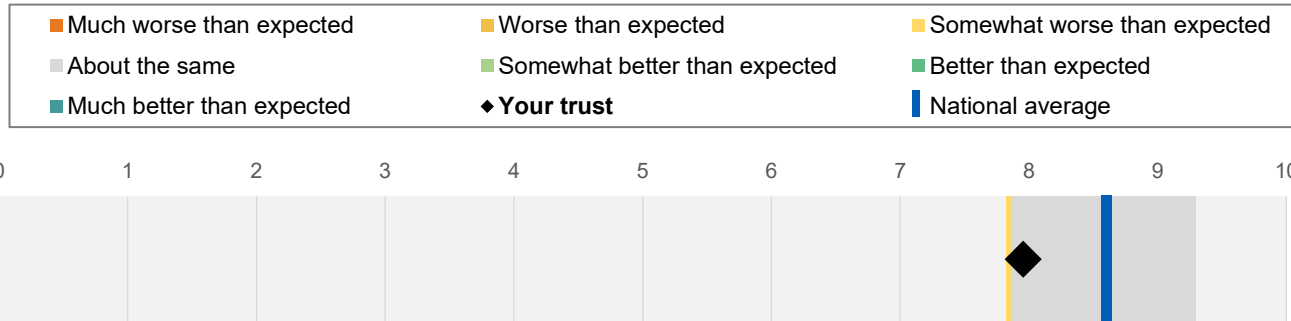 Much worse than expected Worse than expected Somewhat worse than expected
About the same Somewhat better than expected Better than expected
Much better than expected Your trust National average
0 1 2 3 4 5 6 7 8 9 10